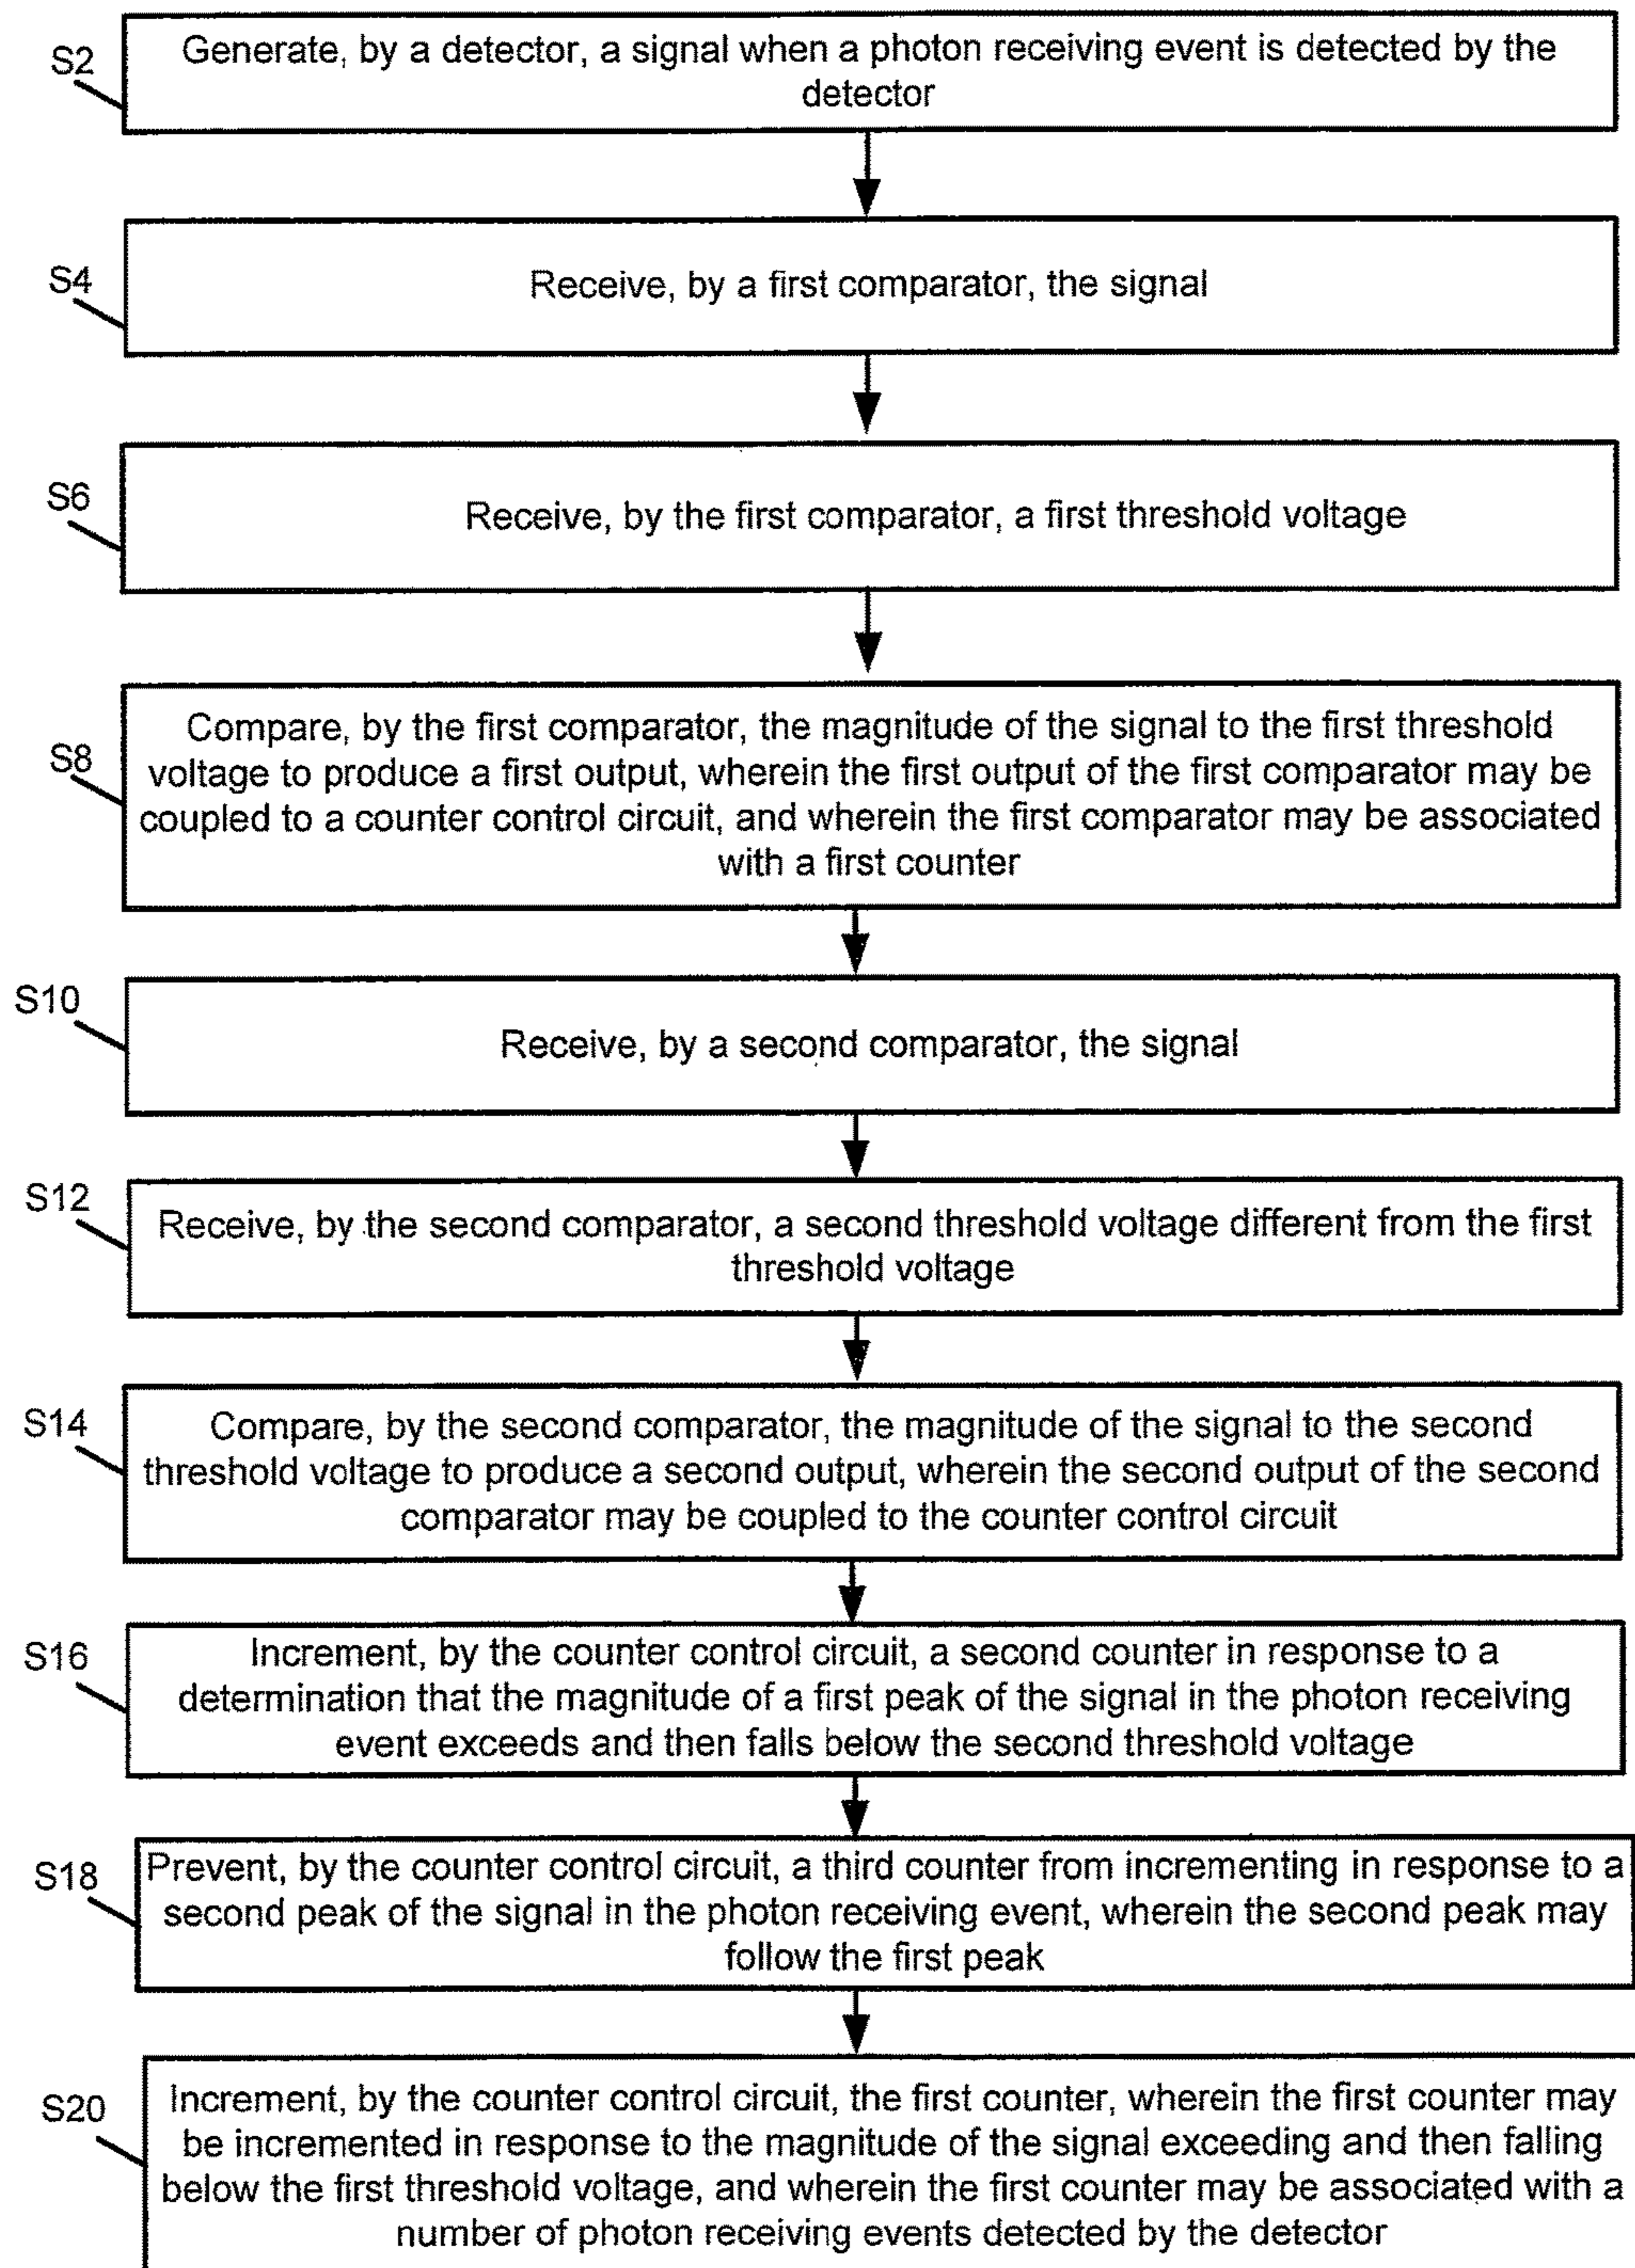 S2
Generate, by a detector, a signal when a photon receiving event is detected by the
detector
S4
Receive, by a first comparator, the signal
S6
Receive, by the first comparator, a first threshold voltage
S8
Compare, by the first comparator, the magnitude of the signal to the first threshold
voltage to produce a first output, wherein the first output of the first comparator may be
coupled to a counter control circuit, and wherein the first comparator may be associated
with a first counter
S10
Receive, by a second comparator, the signal
S12
Receive, by the second comparator, a second threshold voltage different from the first
threshold voltage
S14
Compare, by the second comparator, the magnitude of the signal to the second
threshold voltage to produce a second output, wherein the second output of the second
comparator may be coupled to the counter control circuit
S16
Increment, by the counter control circuit, a second counter in response to a
determination that the magnitude of a first peak of the signal in the photon receiving
event exceeds and then falls below the second threshold voltage
S18
Prevent, by the counter control circuit, a third counter from incrementing in response to a
second peak of the signal in the photon receiving event, wherein the second peak may
follow the first peak
S20
Increment, by the counter control circuit, the first counter, wherein the first counter may
be incremented in response to the magnitude of the signal exceeding and then falling
below the first threshold voltage, and wherein the first counter may be associated with a
number of photon receiving events detected by the detector